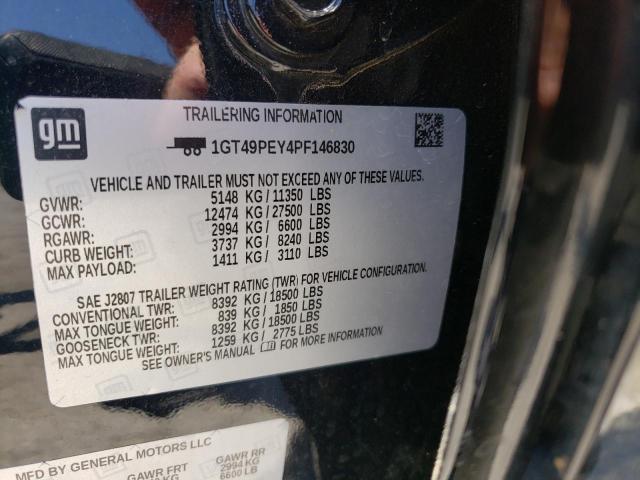 gm
TRAILERING INFORMATION
1GT49PEY4PF146830
VEHICLE AND TRAILER MUST NOT EXCEED ANY OF THESE VALUES.
GVWR: 5148 KG / 11350 LBS
GCWR: 12474 KG / 27500 LBS
RGAWR: 2994 KG / 6600 LBS
CURB WEIGHT: 3737 KG / 8240 LBS
MAX PAYLOAD: 1411 KG / 3110 LBS
SAE J2807 TRAILER WEIGHT RATING (TWR) FOR VEHICLE CONFIGURATION.
CONVENTIONAL TWR: 8392 KG / 18500 LBS
MAX TONGUE WEIGHT: 839 KG / 1850 LBS
GOOSENECK TWR: 8392 KG / 18500 LBS
MAX TONGUE WEIGHT: 1259 KG / 2775 LBS
SEE OWNER'S MANUAL FOR MORE INFORMATION
MFD BY GENERAL MOTORS LLC
GAWR FRT GAWR RR
2994 KG
6600 LB